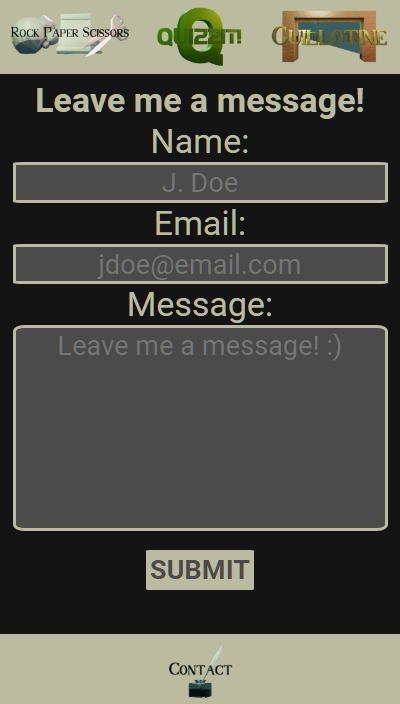 Rock Paper Scissors
QUIZZIT!
Guillotine
Leave me a message!
Name:
J. Doe
Email:
jdoe@email.com
Message:
Leave me a message! :)
SUBMIT
Contact